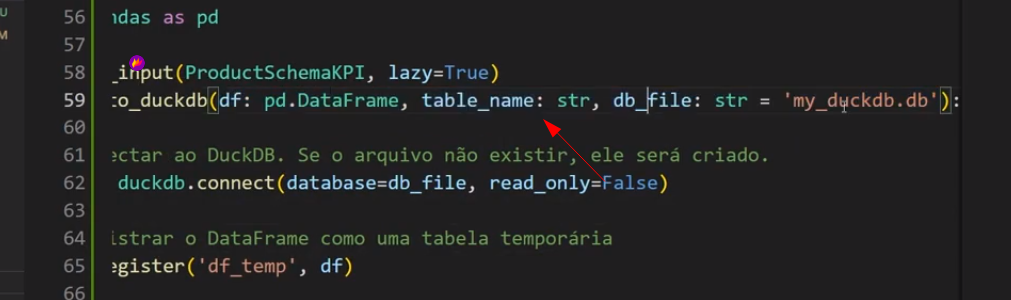 U
M
56 ndas as pd
57
58 _input(ProductSchemaKPI, lazy=True)
59 to_duckdb(df: pd.DataFrame, table_name: str, db_file: str = 'my_duckdb.db'):
60
61 ectar ao DuckDB. Se o arquivo não existir, ele será criado.
62 duckdb.connect(database=db_file, read_only=False)
63
64 istrar o DataFrame como uma tabela temporária
65 egister('df_temp', df)
66